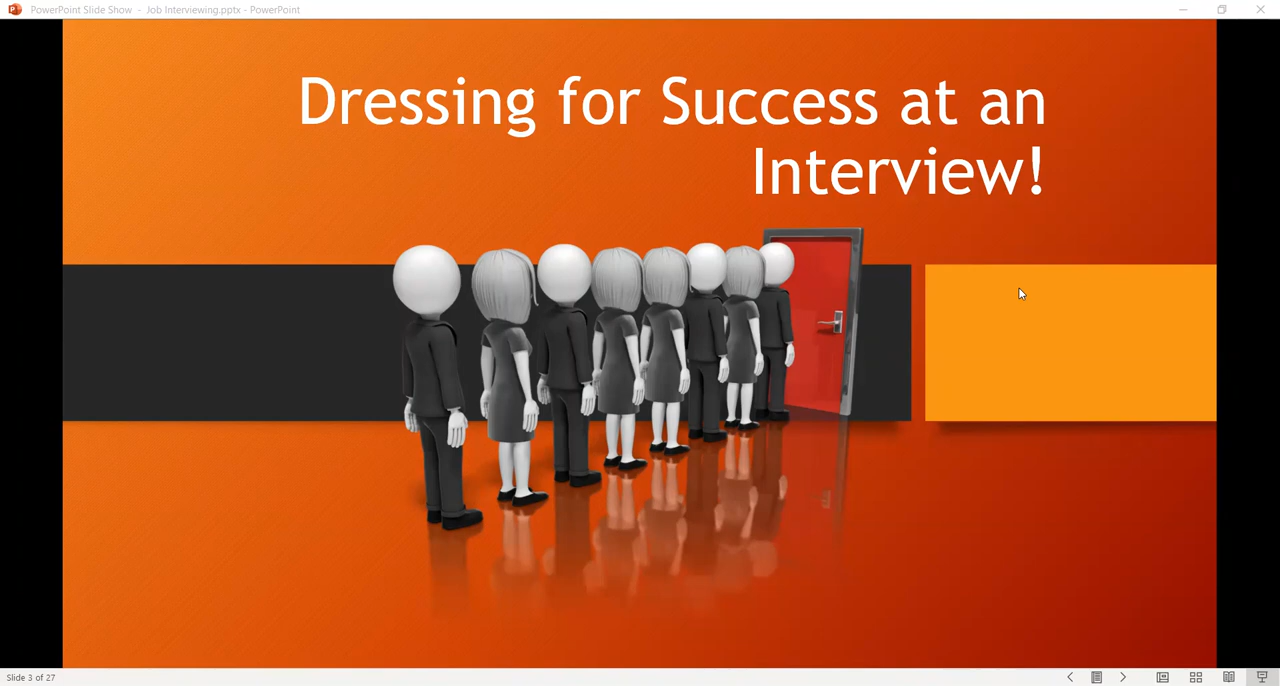 PowerPoint Slide Show - Job Interviewing.pptx - PowerPoint
Dressing for Success at an
Interview!
Slide 3 of 27